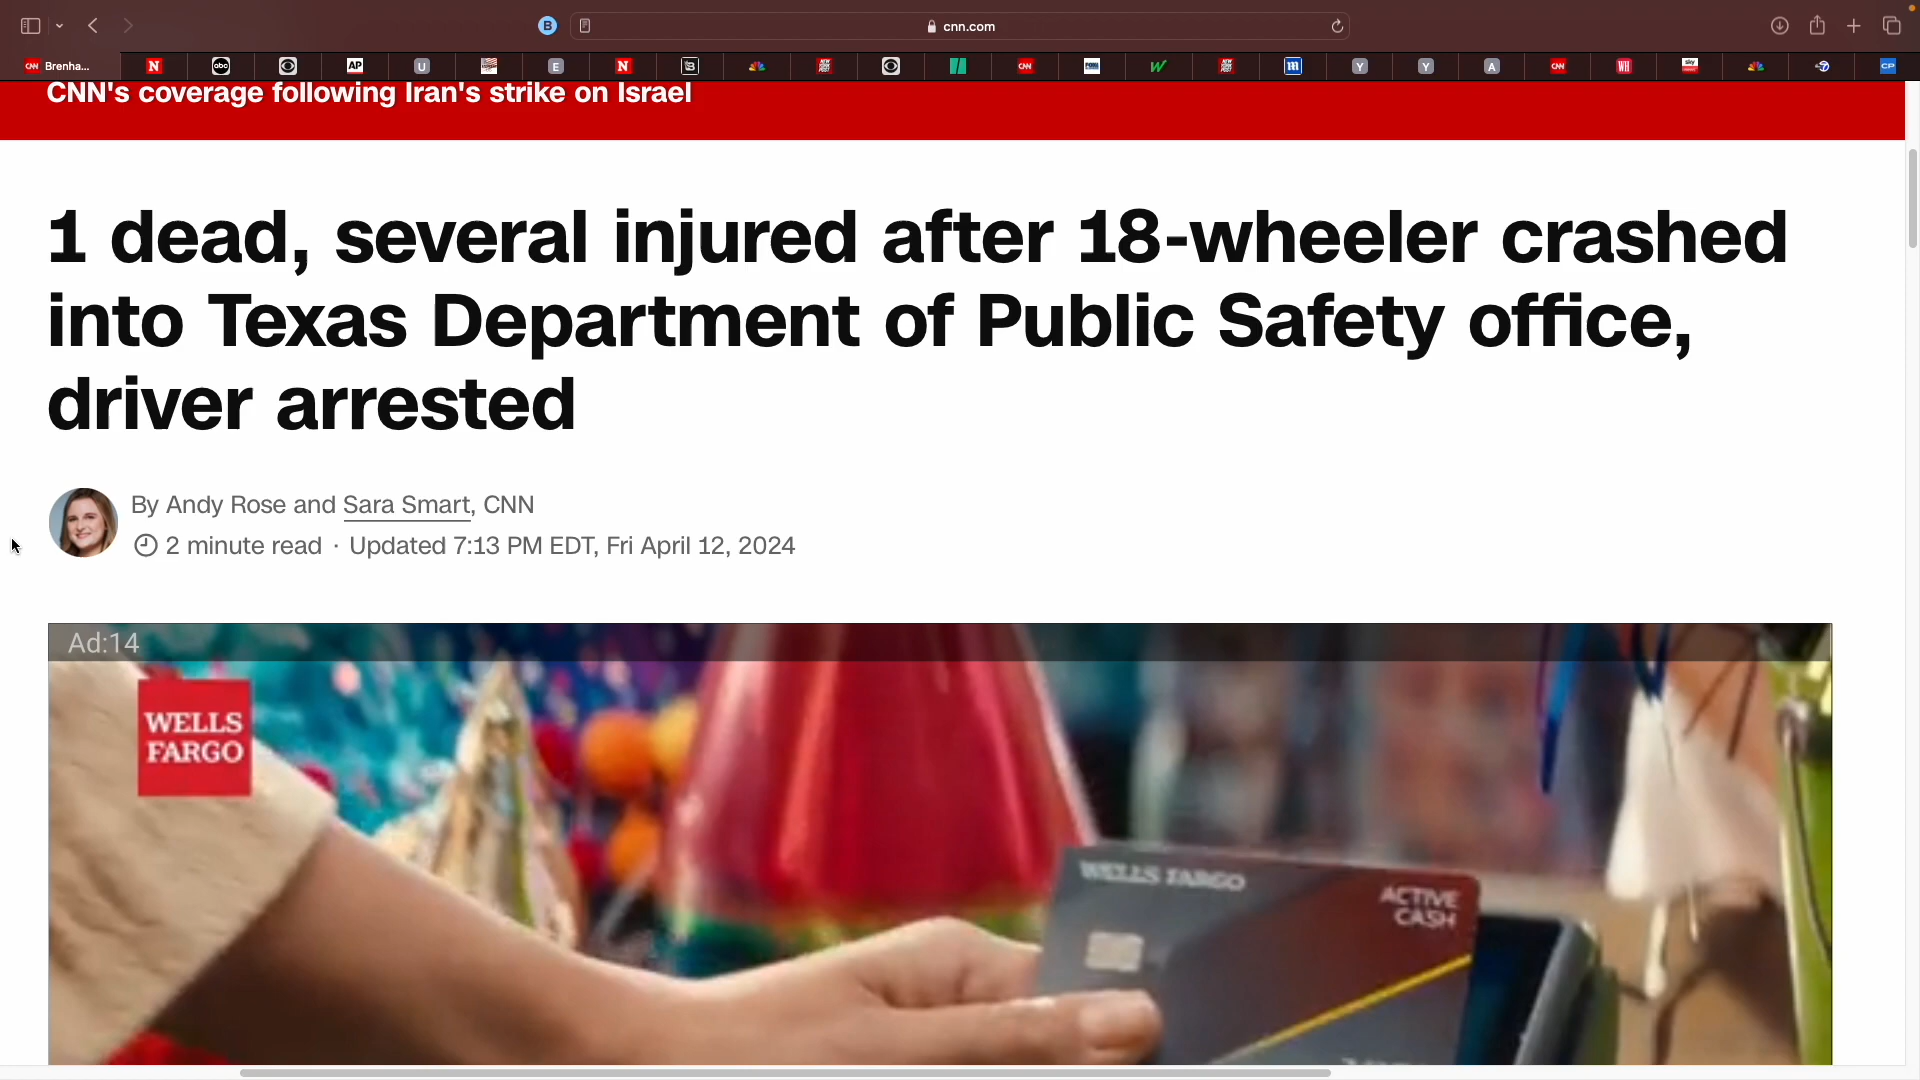 cnn.com
CNN Brenha...
CNN's coverage following Iran's strike on Israel
1 dead, several injured after 18-wheeler crashed
into Texas Department of Public Safety office,
driver arrested
By Andy Rose and Sara Smart, CNN
2 minute read · Updated 7:13 PM EDT, Fri April 12, 2024
Ad:14
WELLS
FARGO
WELLS FARGO
ACTIVE
CASH